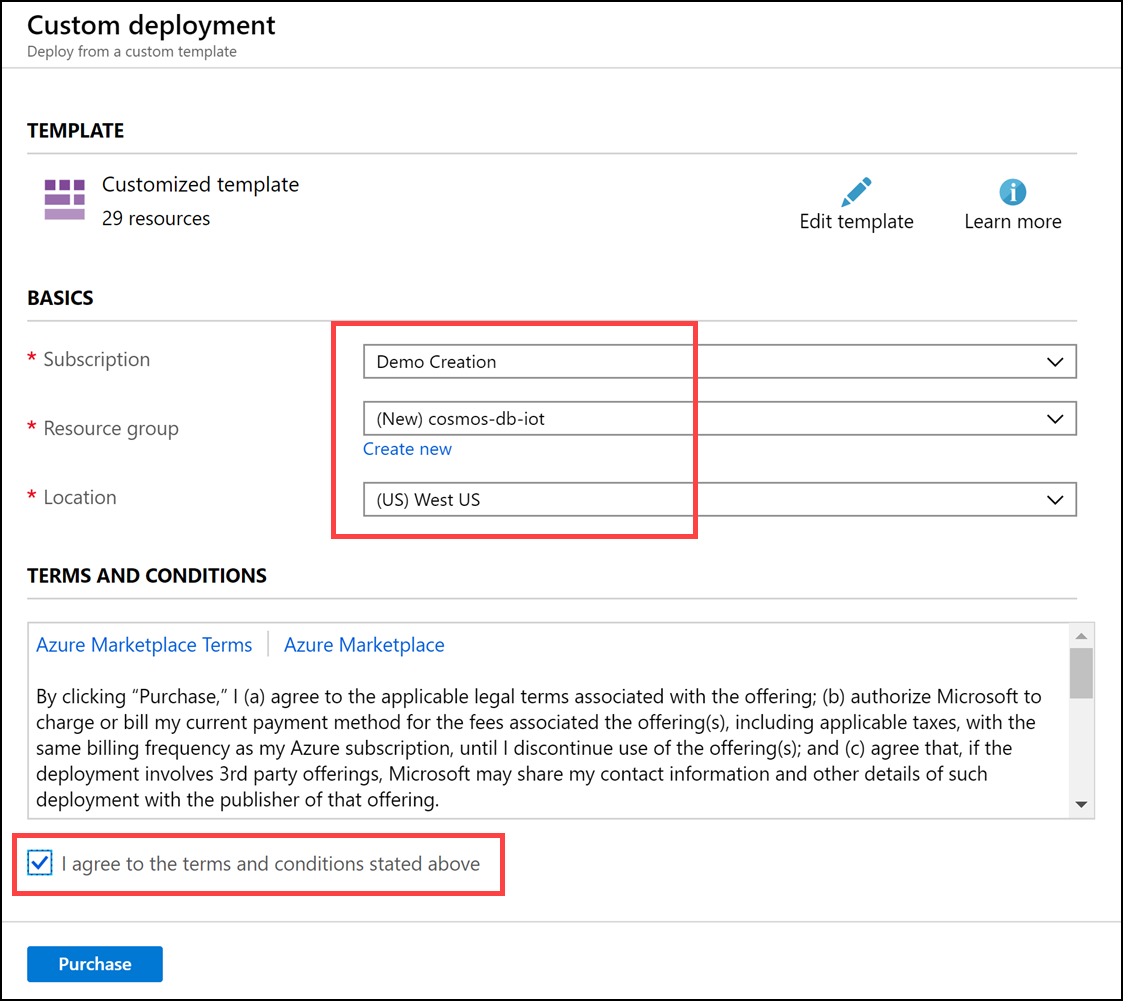 Custom deployment
Deploy from a custom template
TEMPLATE
Customized template
29 resources
Edit template
Learn more
BASICS
* Subscription
Demo Creation
* Resource group
(New) cosmos-db-iot
Create new
* Location
(US) West US
TERMS AND CONDITIONS
Azure Marketplace Terms
Azure Marketplace
By clicking “Purchase,” I (a) agree to the applicable legal terms associated with the offering; (b) authorize Microsoft to
charge or bill my current payment method for the fees associated the offering(s), including applicable taxes, with the
same billing frequency as my Azure subscription, until I discontinue use of the offering(s); and (c) agree that, if the
deployment involves 3rd party offerings, Microsoft may share my contact information and other details of such
deployment with the publisher of that offering.
I agree to the terms and conditions stated above
Purchase